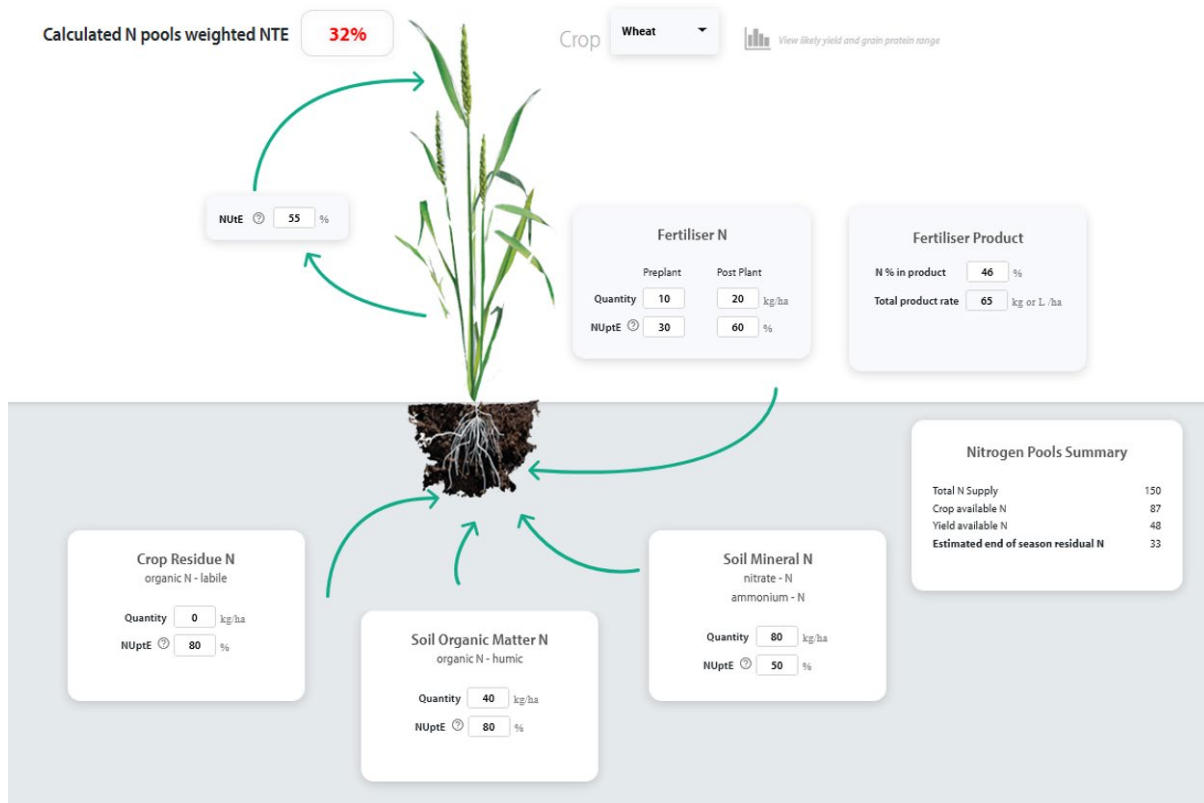 Calculated N pools weighted NTE 32%
Crop Wheat
View likely yield and grain protein range
NUtE ? 55 %
Fertiliser N
Preplant Post Plant
Quantity 10 20 kg/ha
NUptE ? 30 60 %
Fertiliser Product
N % in product 46 %
Total product rate 65 kg or L /ha
Nitrogen Pools Summary
Total N Supply 150
Crop available N 87
Yield available N 48
Estimated end of season residual N 33
Crop Residue N
organic N - labile
Quantity 0 kg/ha
NUptE ? 80 %
Soil Organic Matter N
organic N - humic
Quantity 40 kg/ha
NUptE ? 80 %
Soil Mineral N
nitrate - N
ammonium - N
Quantity 80 kg/ha
NUptE ? 50 %